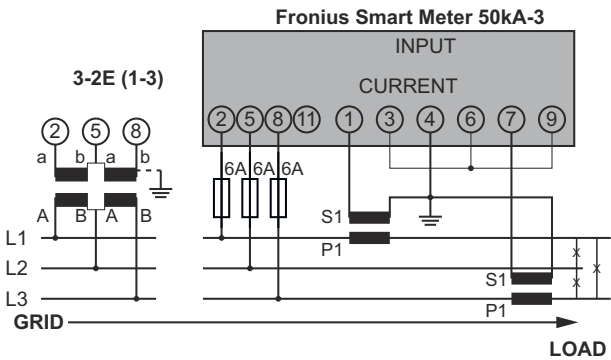 Fronius Smart Meter 50kA-3
INPUT
CURRENT
3-2E (1-3)
2 5 8
2 5 8 11 1 3 4 6 7 9
a b a b
6A 6A 6A
A B A B
S1
P1
L1
L2
L3
S1
P1
x
x x
x
GRID
LOAD